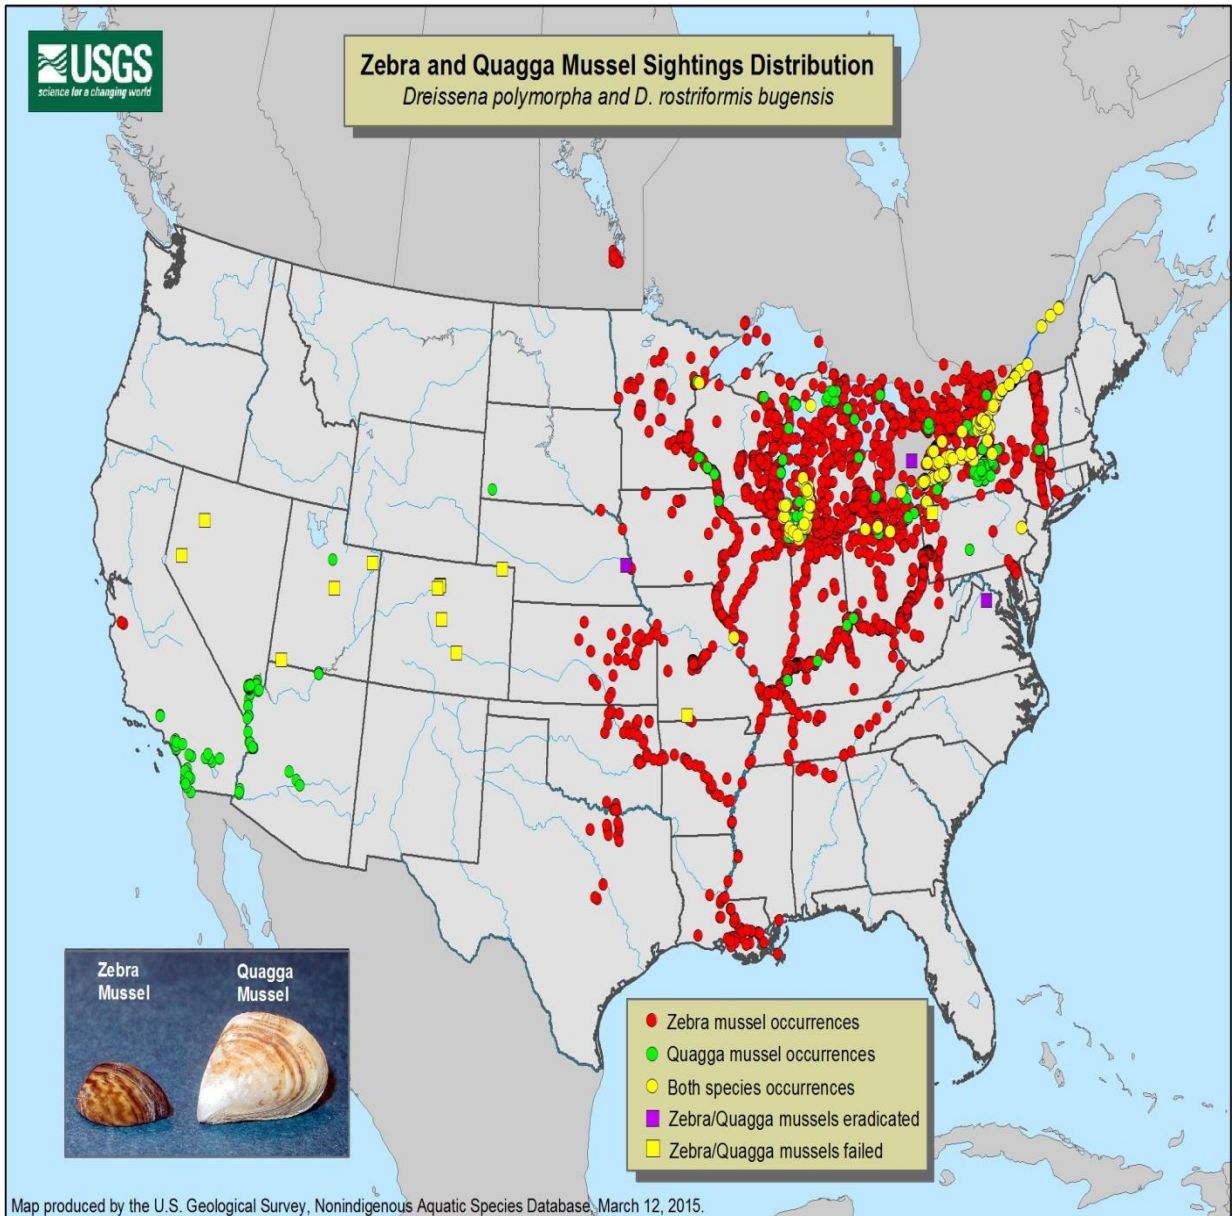 USGS
science for a changing world
Zebra and Quagga Mussel Sightings Distribution
Dreissena polymorpha and D. rostriformis bugensis
Zebra
Mussel
Quagga
Mussel
Zebra mussel occurrences
Quagga mussel occurrences
Both species occurrences
Zebra/Quagga mussels eradicated
Zebra/Quagga mussels failed
Map produced by the U.S. Geological Survey, Nonindigenous Aquatic Species Database, March 12, 2015.